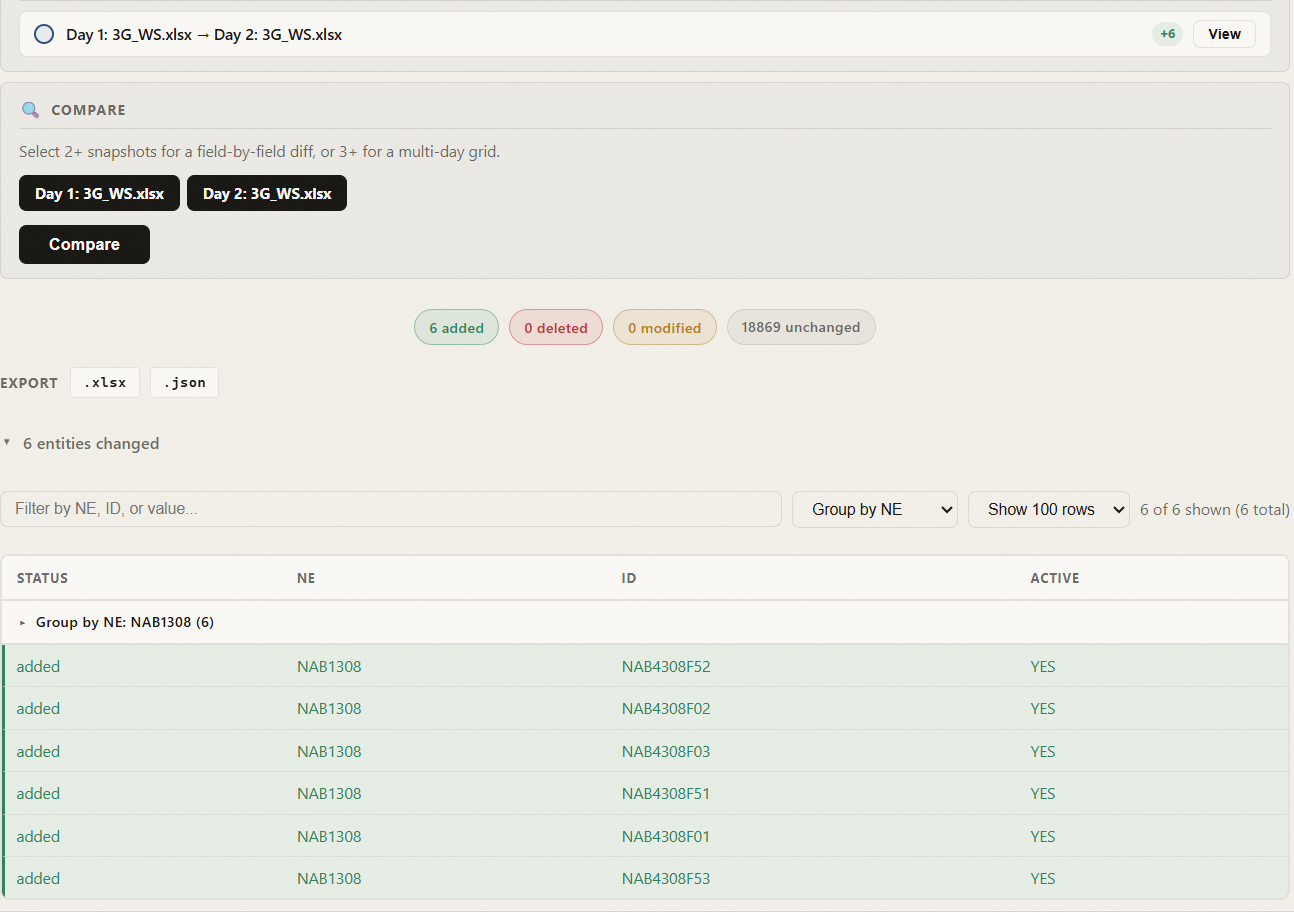 Day 1: 3G_WS.xlsx → Day 2: 3G_WS.xlsx +6 View
COMPARE
Select 2+ snapshots for a field-by-field diff, or 3+ for a multi-day grid.
Day 1: 3G_WS.xlsx Day 2: 3G_WS.xlsx
Compare
6 added 0 deleted 0 modified 18869 unchanged
EXPORT .xlsx .json
▾ 6 entities changed
Filter by NE, ID, or value... Group by NE Show 100 rows 6 of 6 shown (6 total)
STATUS NE ID ACTIVE
▸ Group by NE: NAB1308 (6)
added NAB1308 NAB4308F52 YES
added NAB1308 NAB4308F02 YES
added NAB1308 NAB4308F03 YES
added NAB1308 NAB4308F51 YES
added NAB1308 NAB4308F01 YES
added NAB1308 NAB4308F53 YES